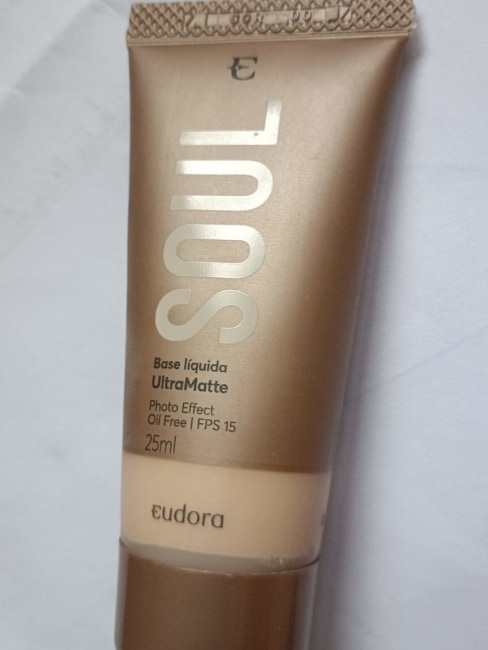 E
SOUL
Base líquida
UltraMatte
Photo Effect
Oil Free | FPS 15
25ml
eudora